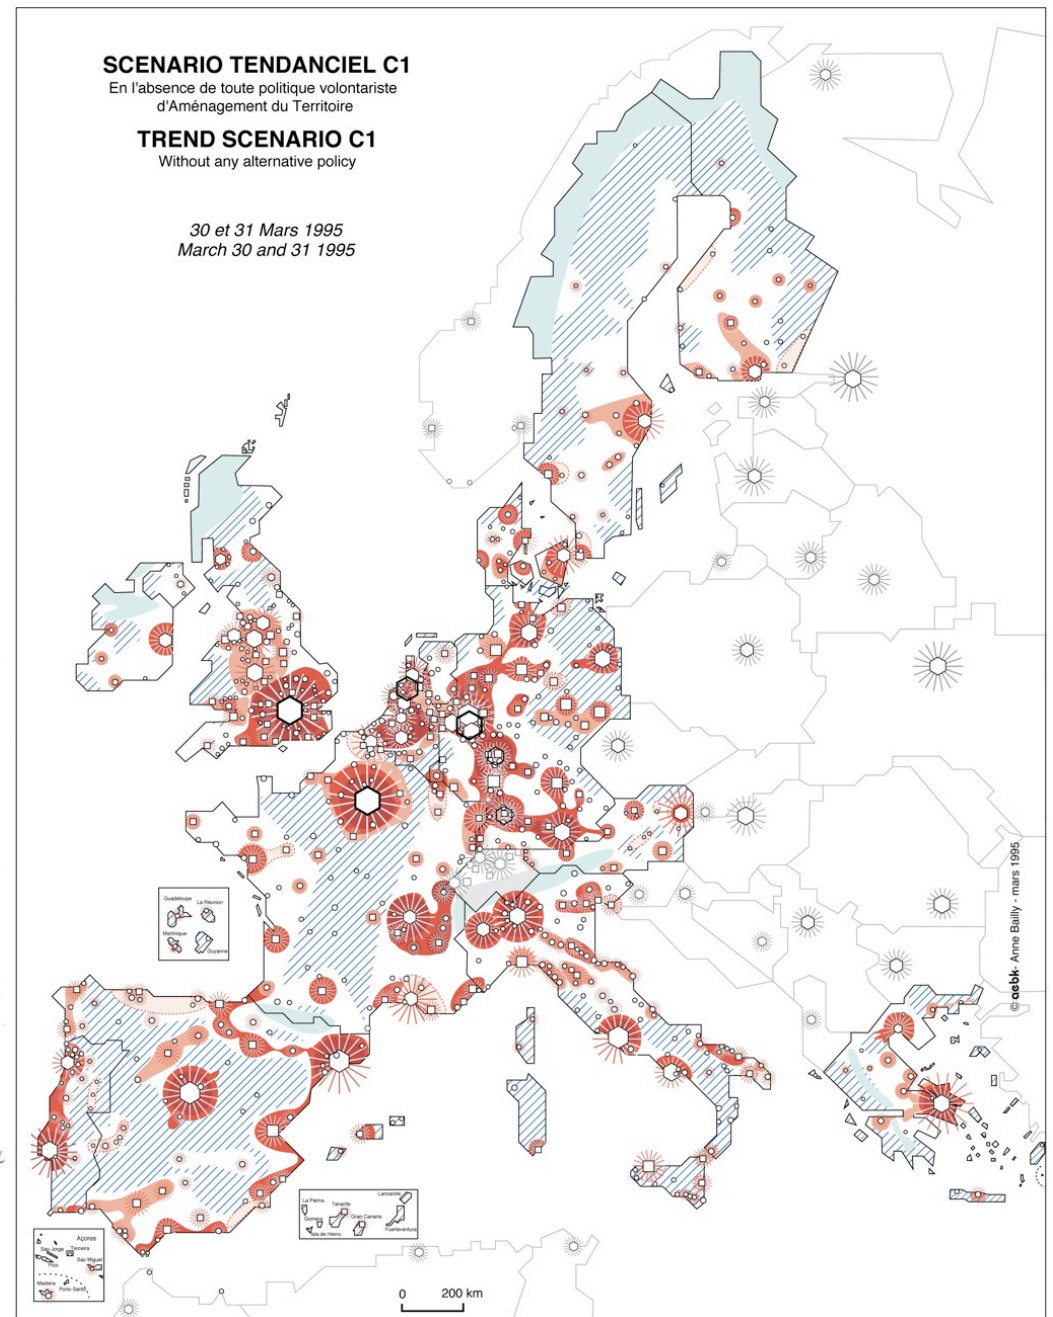 SCENARIO TENDANCIEL C1
En l'absence de toute politique volontariste
d'Aménagement du Territoire
TREND SCENARIO C1
Without any alternative policy
30 et 31 Mars 1995
March 30 and 31 1995
© aebk- Anne Bailly - mars 1995
Guadeloupe
La Réunion
Martinique
Guyanne
La Palma
Tenerife
Lanzarote
Gomera
Gran Canaria
Isla de Hierro
Fuerteventura
Açores
Sao Jorge
Terceira
Pico
Sao Miguel
Madeira
Porto Santo
0 200 km